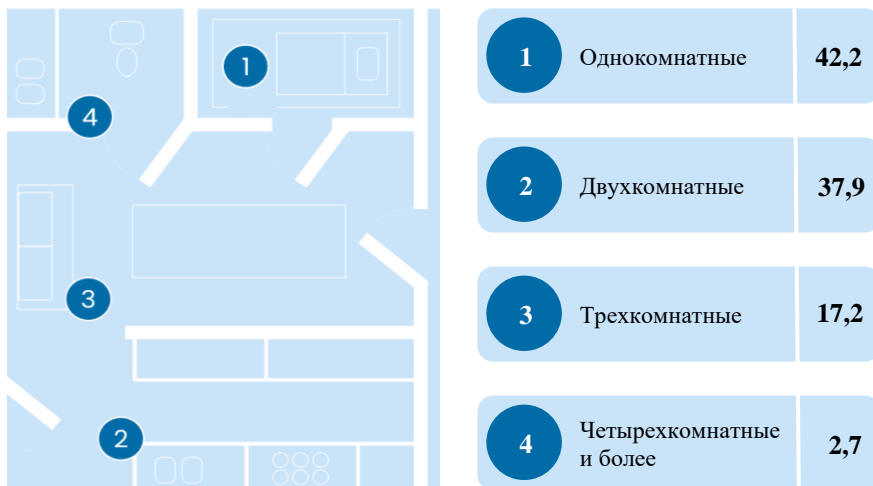 1
4
3
2
1 Однокомнатные 42,2
2 Двухкомнатные 37,9
3 Трехкомнатные 17,2
4 Четырехкомнатные
и более 2,7